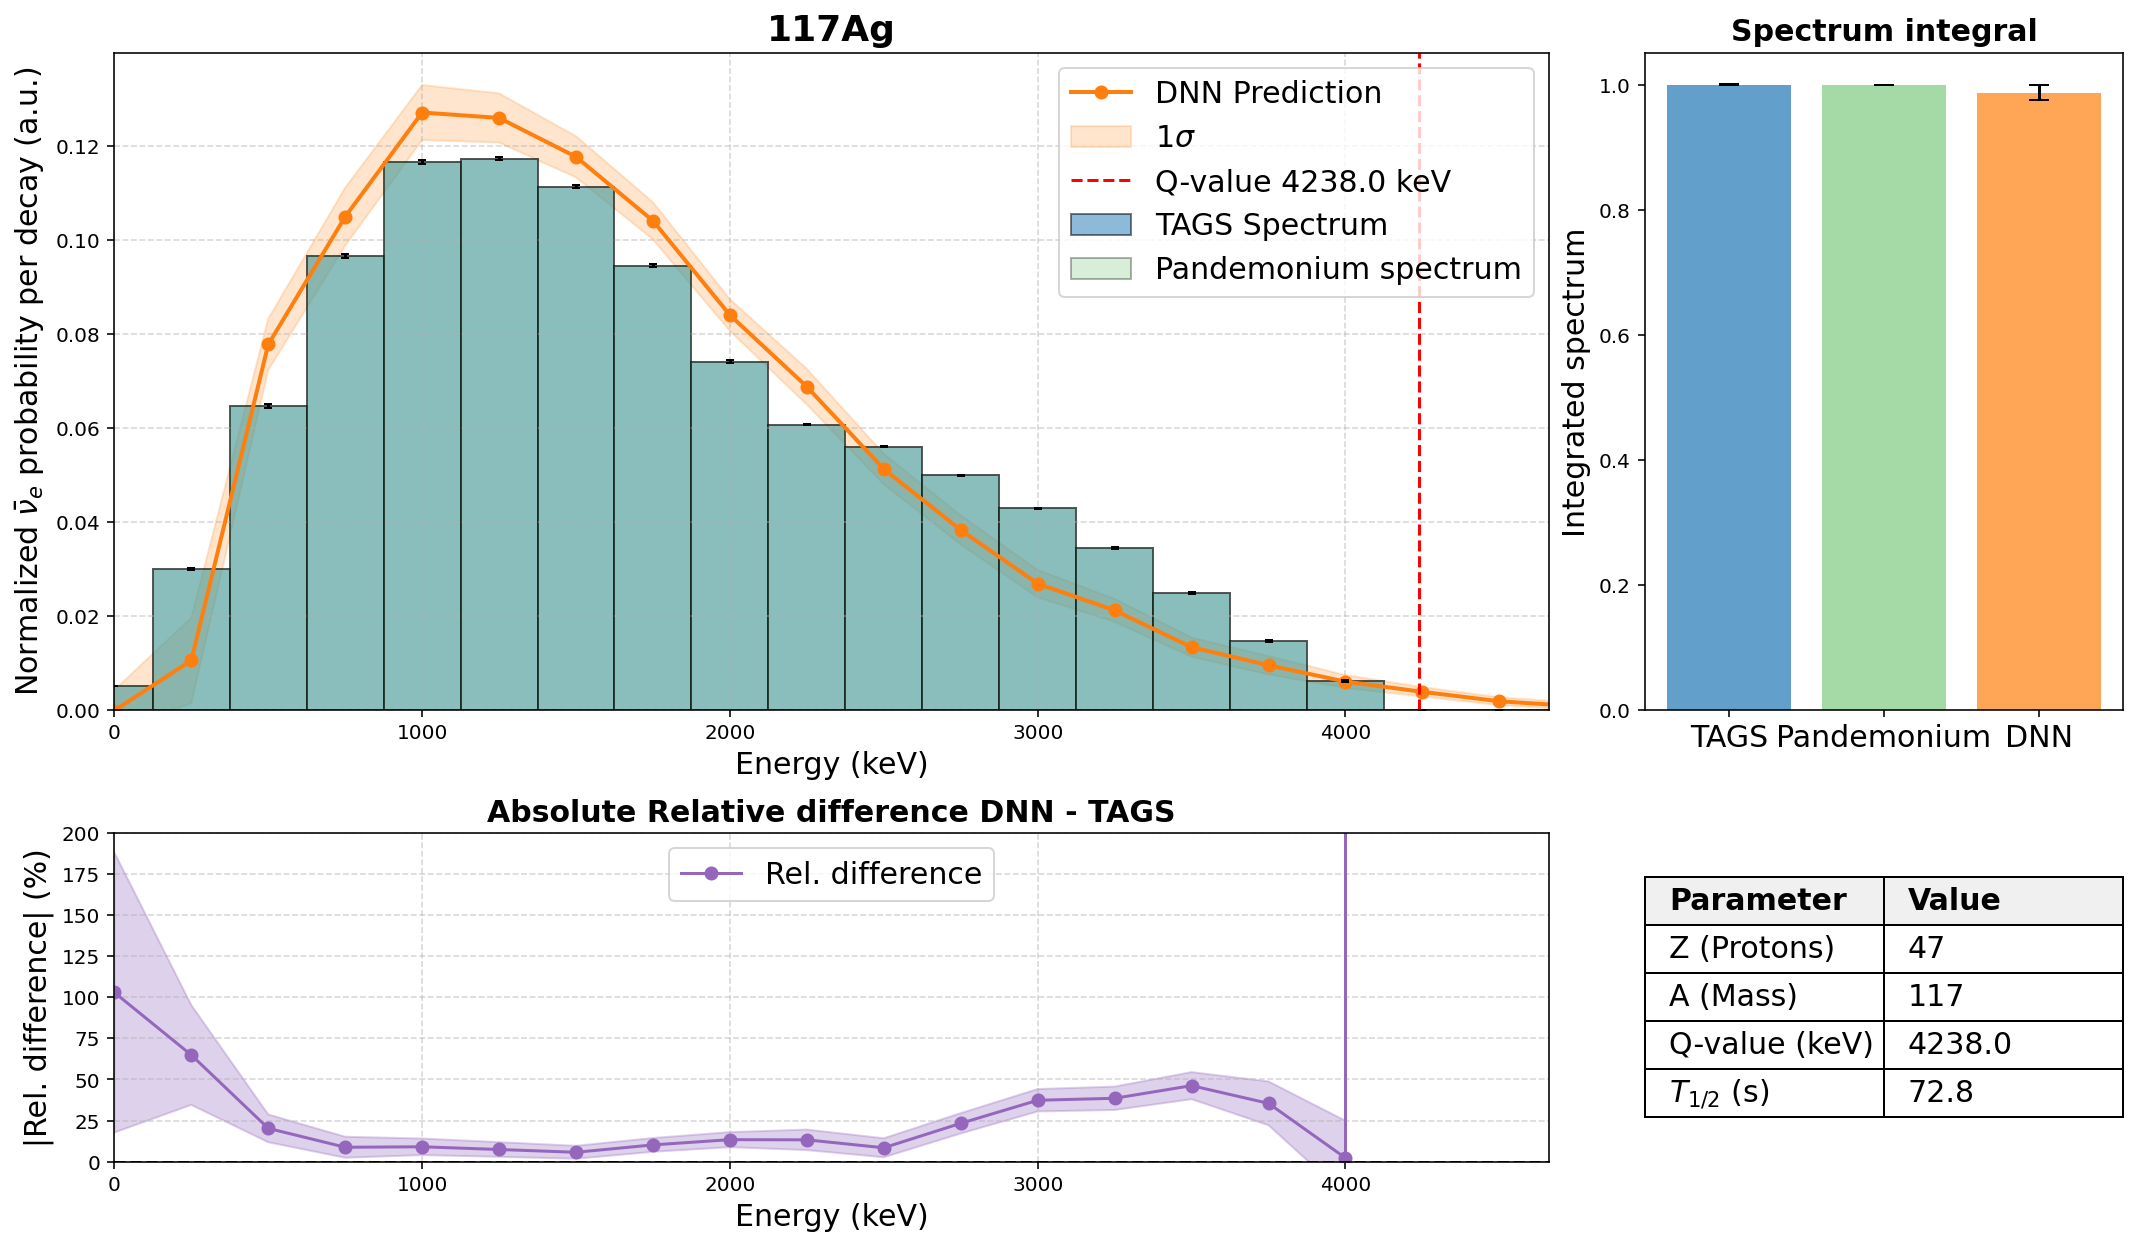 117Ag
Normalized ν̄ₑ probability per decay (a.u.)
0.12
0.10
0.08
0.06
0.04
0.02
0.00
DNN Prediction
1σ
Q-value 4238.0 keV
TAGS Spectrum
Pandemonium spectrum
0 1000 2000 3000 4000
Energy (keV)
Spectrum integral
Integrated spectrum
1.0
0.8
0.6
0.4
0.2
0.0
TAGS Pandemonium DNN
Absolute Relative difference DNN - TAGS
|Rel. difference| (%)
200
175
150
125
100
75
50
25
0
Rel. difference
0 1000 2000 3000 4000
Energy (keV)
Parameter Value
Z (Protons) 47
A (Mass) 117
Q-value (keV) 4238.0
T₁/₂ (s) 72.8